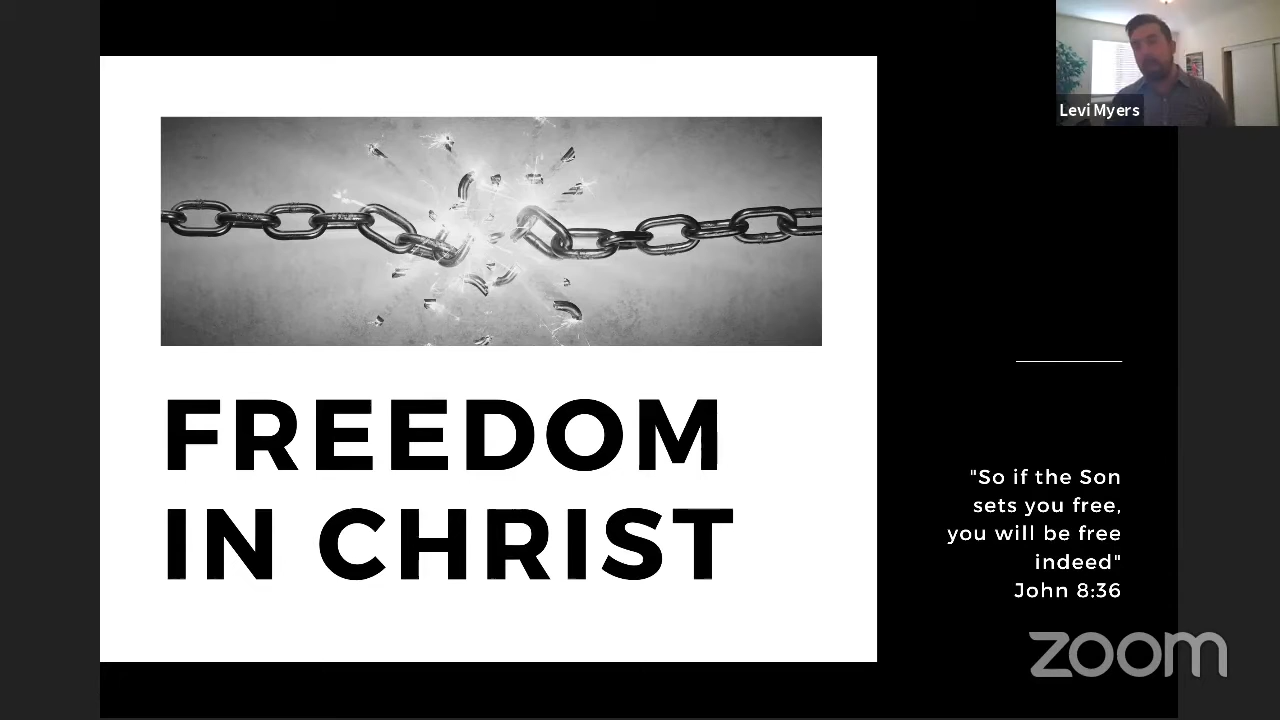 Levi Myers
FREEDOM
IN CHRIST
"So if the Son
sets you free,
you will be free
indeed"
John 8:36
zoom